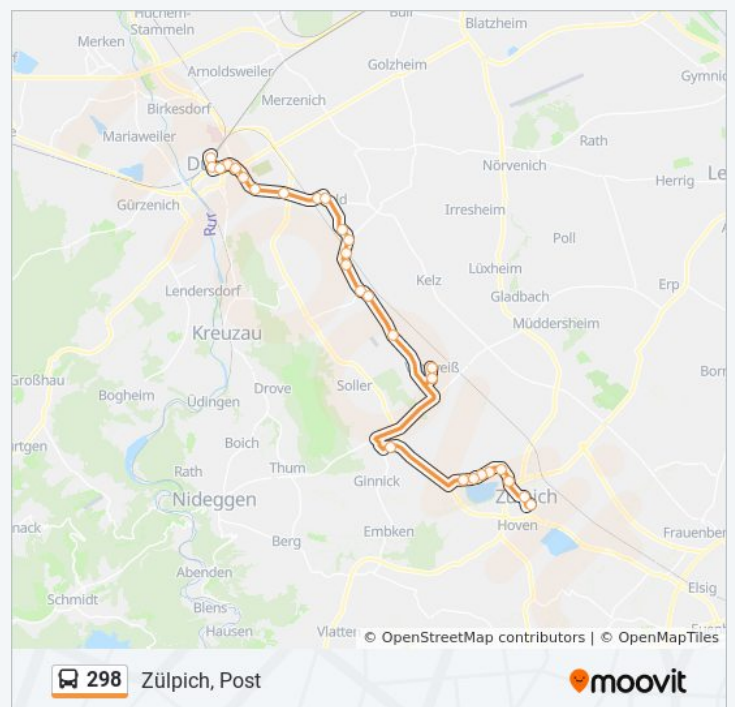 Huchem-
Stammeln
Merken
Blatzheim
Golzheim
Arnoldsweiler
Gymnic
Merzenich
Birkesdorf
Mariaweiler
Rath
Nörvenich
Herrig
Gürzenich
Irresheim
Rur
Poll
Kelz
Lüxheim
Erp
Lendersdorf
Gladbach
Müddersheim
Kreuzau
Großhau
Soller
Drove
Bogheim
Üdingen
Boich
Rath
Thum
Ginnick
Nideggen
Hoven
Embken
Berg
Abenden
Elsig
Schmidt
Blens
Hausen
© OpenStreetMap contributors | © OpenMapTiles
298 Zülpich, Post
moovit